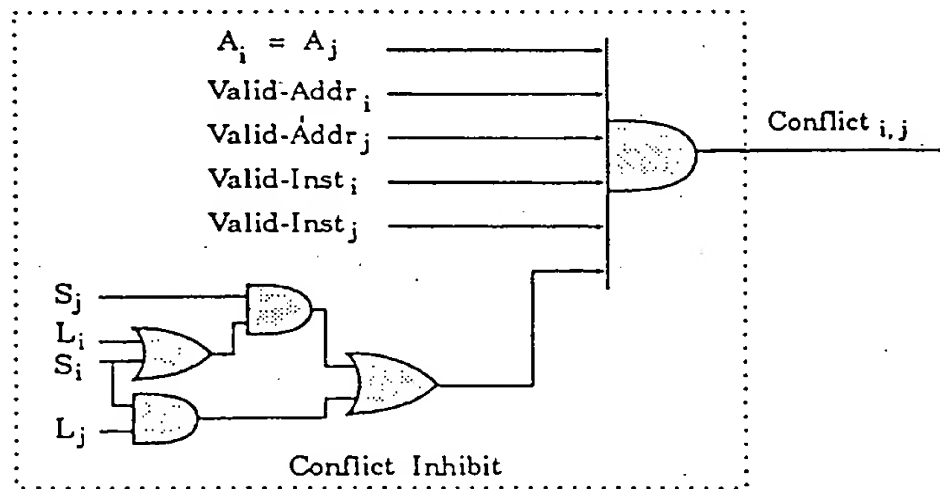 A_i = A_j
Valid-Addr_i
Valid-Addr_j
Valid-Inst_i
Valid-Inst_j
Conflict_i,j
S_j
L_i
S_i
L_j
Conflict Inhibit